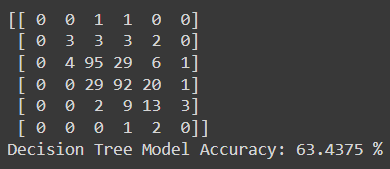 [[ 0  0  1  1  0  0]
 [ 0  3  3  3  2  0]
 [ 0  4 95 29  6  1]
 [ 0  0 29 92 20  1]
 [ 0  0  2  9 13  3]
 [ 0  0  0  1  2  0]]
Decision Tree Model Accuracy: 63.4375 %